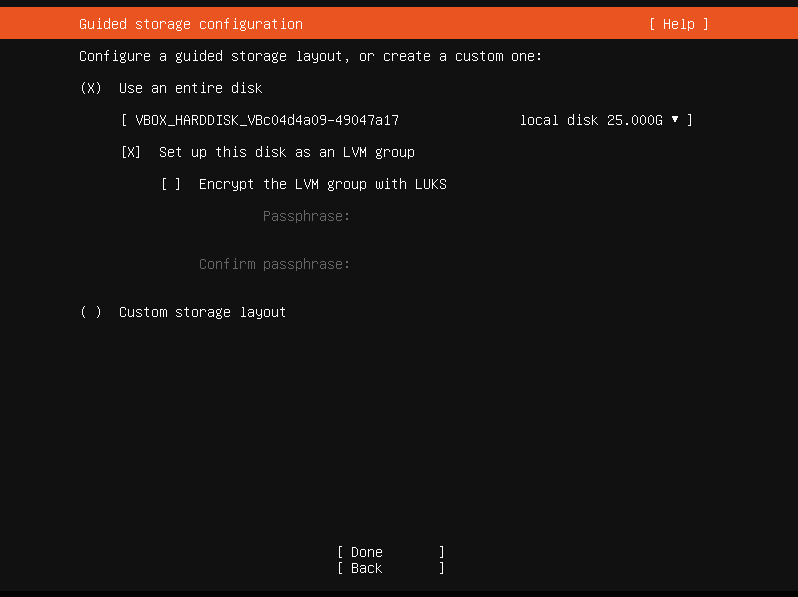 Guided storage configuration [ Help ]
Configure a guided storage layout, or create a custom one:
(X) Use an entire disk
[ VBOX_HARDDISK_VBc04d4a09-49047a17 local disk 25.000G ▼ ]
[X] Set up this disk as an LVM group
[ ] Encrypt the LVM group with LUKS
Passphrase:
Confirm passphrase:
( ) Custom storage layout
[ Done ]
[ Back ]